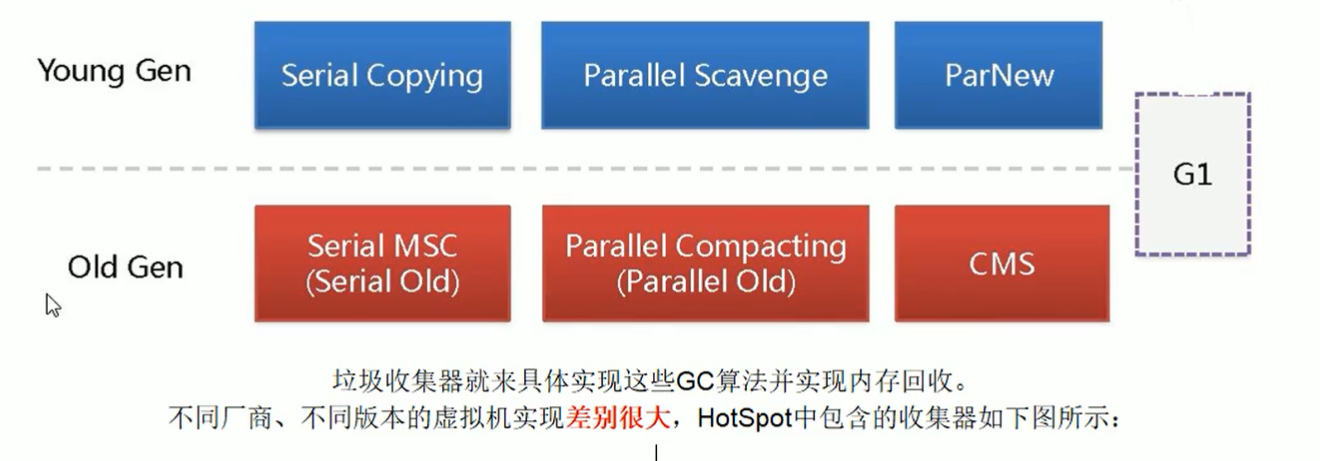 Young Gen
Serial Copying
Parallel Scavenge
ParNew
G1
Old Gen
Serial MSC
(Serial Old)
Parallel Compacting
(Parallel Old)
CMS
垃圾收集器就来具体实现这些GC算法并实现内存回收。
不同厂商、不同版本的虚拟机实现差别很大，HotSpot中包含的收集器如下图所示：